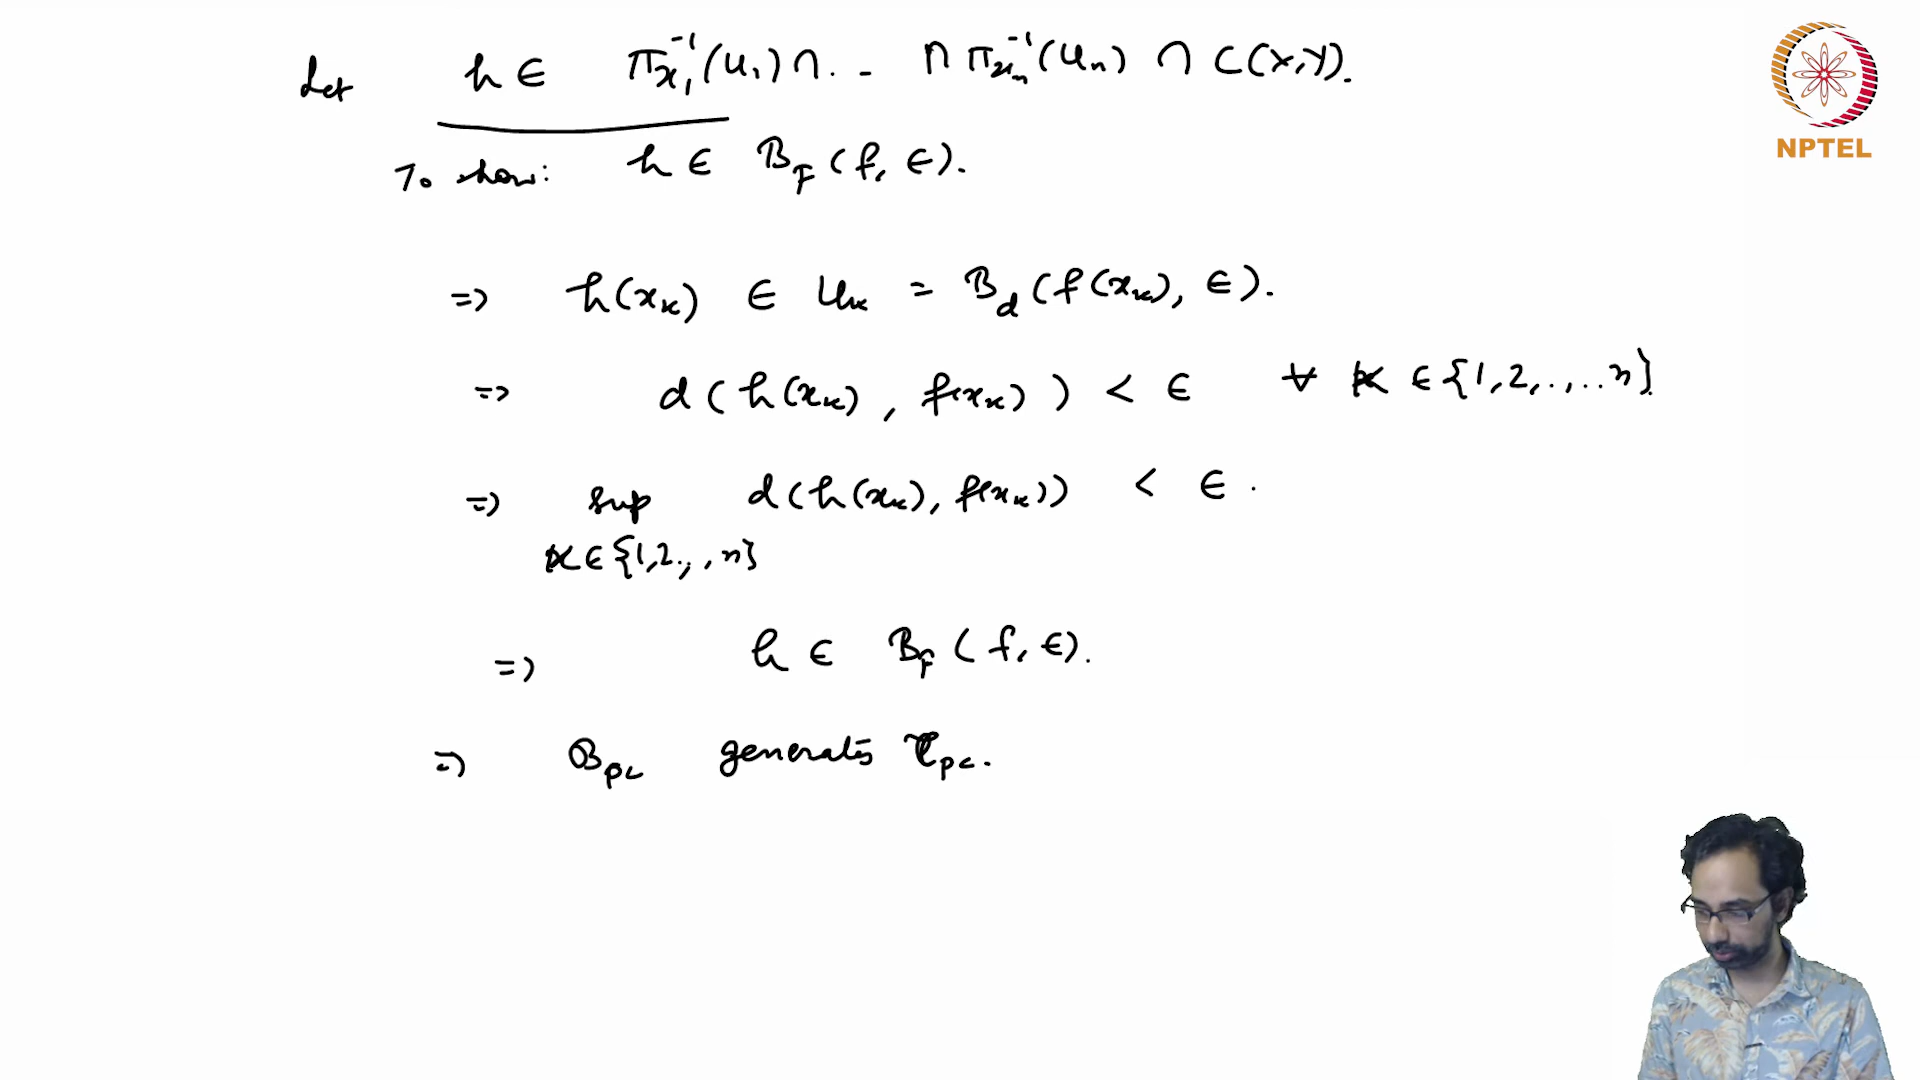 Let h ∈ π_{x_1}^{-1}(U_1) ∩ .. - ∩ π_{x_n}^{-1}(U_n) ∩ C(X,Y).
NPTEL
To show: h ∈ B_F(f, ϵ).
=> h(x_k) ∈ U_k = B_d(f(x_k), ϵ).
=> d(h(x_k), f(x_k)) < ϵ ∀ k ∈ {1,2,.,..n}
=> sup d(h(x_k), f(x_k)) < ϵ.
k ∈ {1,2..,,n}
=> h ∈ B_F(f, ϵ).
=> B_pc generates τ_pc.